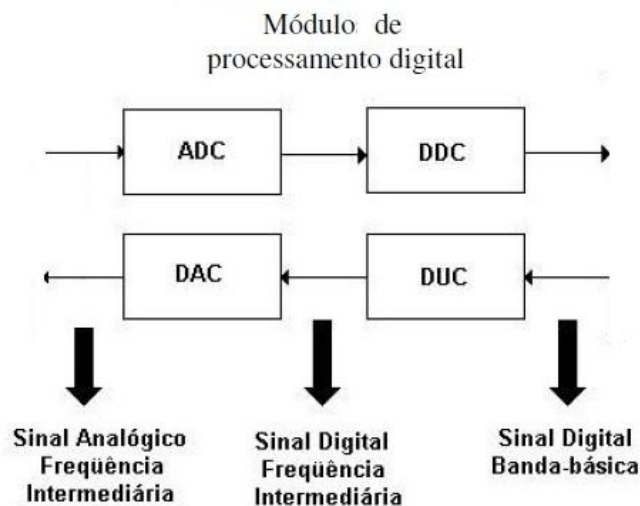 Módulo de
processamento digital
ADC
DDC
DAC
DUC
Sinal Analógico
Freqüência
Intermediária
Sinal Digital
Freqüência
Intermediária
Sinal Digital
Banda-básica